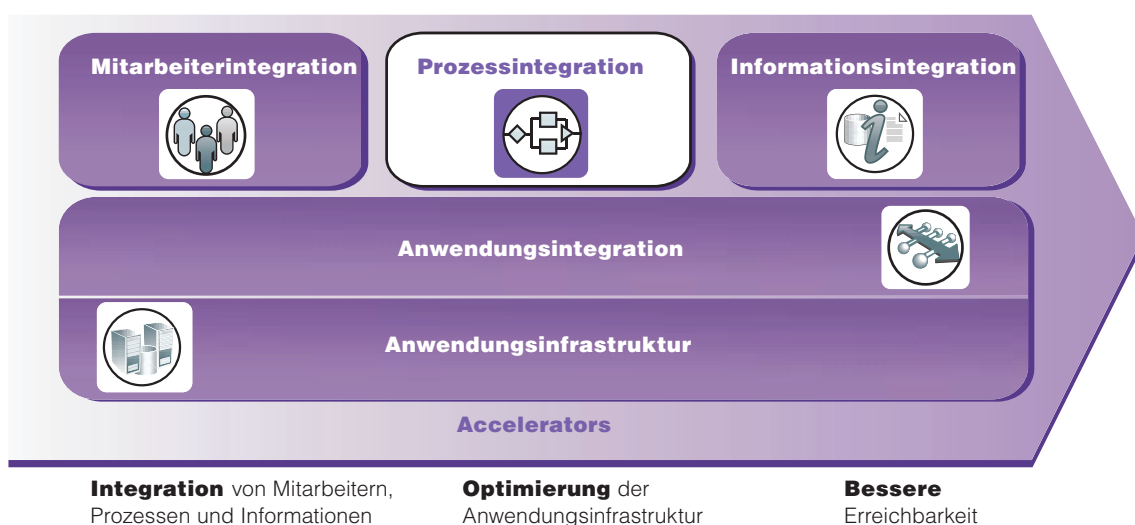 Mitarbeiterintegration
Prozessintegration
Informationsintegration
Anwendungsintegration
Anwendungsinfrastruktur
Accelerators
Integration von Mitarbeitern,
Prozessen und Informationen
Optimierung der
Anwendungsinfrastruktur
Bessere
Erreichbarkeit